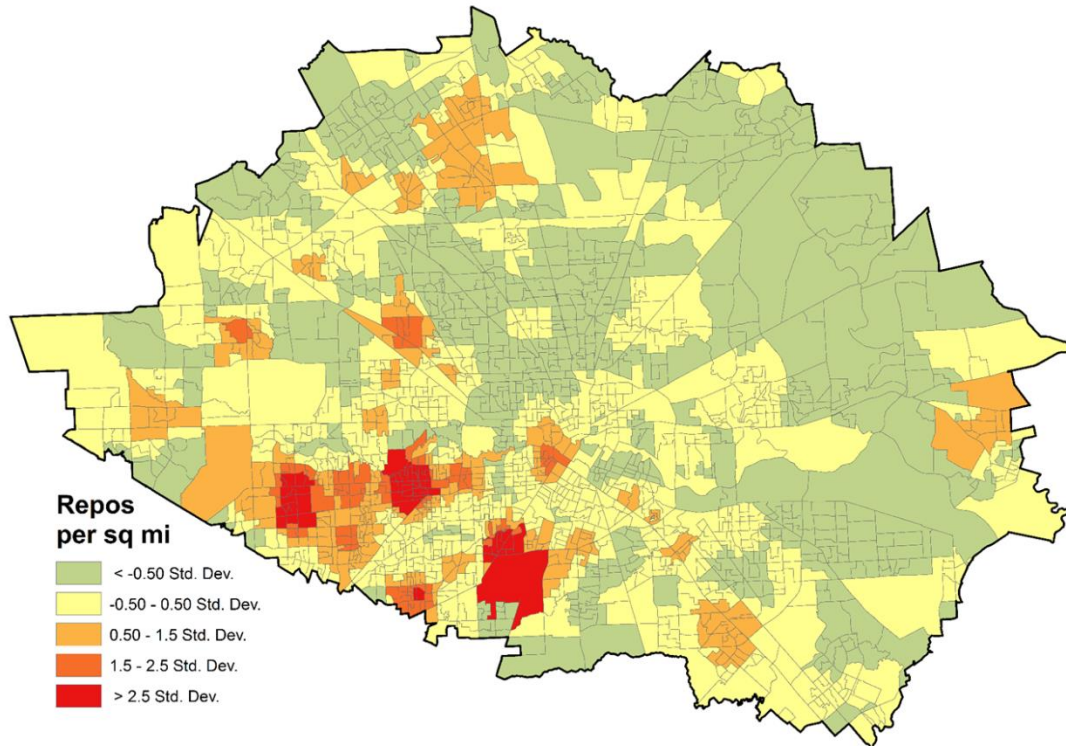 Repos
per sq mi
< -0.50 Std. Dev.
-0.50 - 0.50 Std. Dev.
0.50 - 1.5 Std. Dev.
1.5 - 2.5 Std. Dev.
> 2.5 Std. Dev.